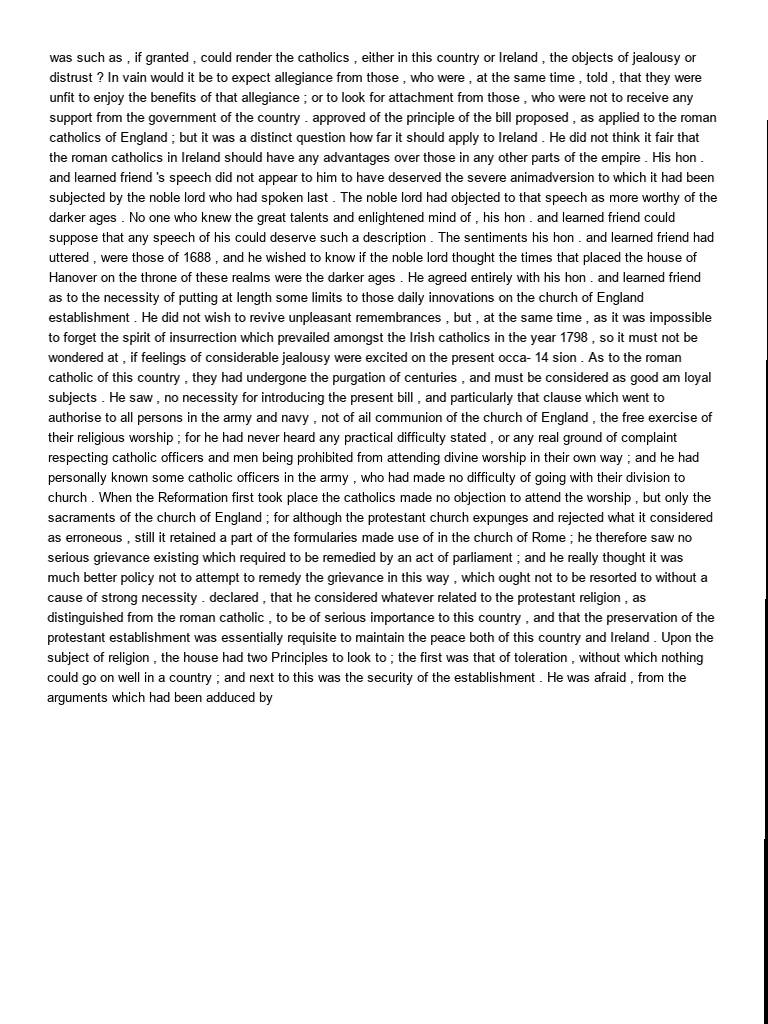 was such as , if granted , could render the catholics , either in this country or Ireland , the objects of jealousy or
distrust ? In vain would it be to expect allegiance from those , who were , at the same time , told , that they were
unfit to enjoy the benefits of that allegiance ; or to look for attachment from those , who were not to receive any
support from the government of the country . approved of the principle of the bill proposed , as applied to the roman
catholics of England ; but it was a distinct question how far it should apply to Ireland . He did not think it fair that
the roman catholics in Ireland should have any advantages over those in any other parts of the empire . His hon .
and learned friend 's speech did not appear to him to have deserved the severe animadversion to which it had been
subjected by the noble lord who had spoken last . The noble lord had objected to that speech as more worthy of the
darker ages . No one who knew the great talents and enlightened mind of , his hon . and learned friend could
suppose that any speech of his could deserve such a description . The sentiments his hon . and learned friend had
uttered , were those of 1688 , and he wished to know if the noble lord thought the times that placed the house of
Hanover on the throne of these realms were the darker ages . He agreed entirely with his hon . and learned friend
as to the necessity of putting at length some limits to those daily innovations on the church of England
establishment . He did not wish to revive unpleasant remembrances , but , at the same time , as it was impossible
to forget the spirit of insurrection which prevailed amongst the Irish catholics in the year 1798 , so it must not be
wondered at , if feelings of considerable jealousy were excited on the present occa- 14 sion . As to the roman
catholic of this country , they had undergone the purgation of centuries , and must be considered as good am loyal
subjects . He saw , no necessity for introducing the present bill , and particularly that clause which went to
authorise to all persons in the army and navy , not of ail communion of the church of England , the free exercise of
their religious worship ; for he had never heard any practical difficulty stated , or any real ground of complaint
respecting catholic officers and men being prohibited from attending divine worship in their own way ; and he had
personally known some catholic officers in the army , who had made no difficulty of going with their division to
church . When the Reformation first took place the catholics made no objection to attend the worship , but only the
sacraments of the church of England ; for although the protestant church expunges and rejected what it considered
as erroneous , still it retained a part of the formularies made use of in the church of Rome ; he therefore saw no
serious grievance existing which required to be remedied by an act of parliament ; and he really thought it was
much better policy not to attempt to remedy the grievance in this way , which ought not to be resorted to without a
cause of strong necessity . declared , that he considered whatever related to the protestant religion , as
distinguished from the roman catholic , to be of serious importance to this country , and that the preservation of the
protestant establishment was essentially requisite to maintain the peace both of this country and Ireland . Upon the
subject of religion , the house had two Principles to look to ; the first was that of toleration , without which nothing
could go on well in a country ; and next to this was the security of the establishment . He was afraid , from the
arguments which had been adduced by